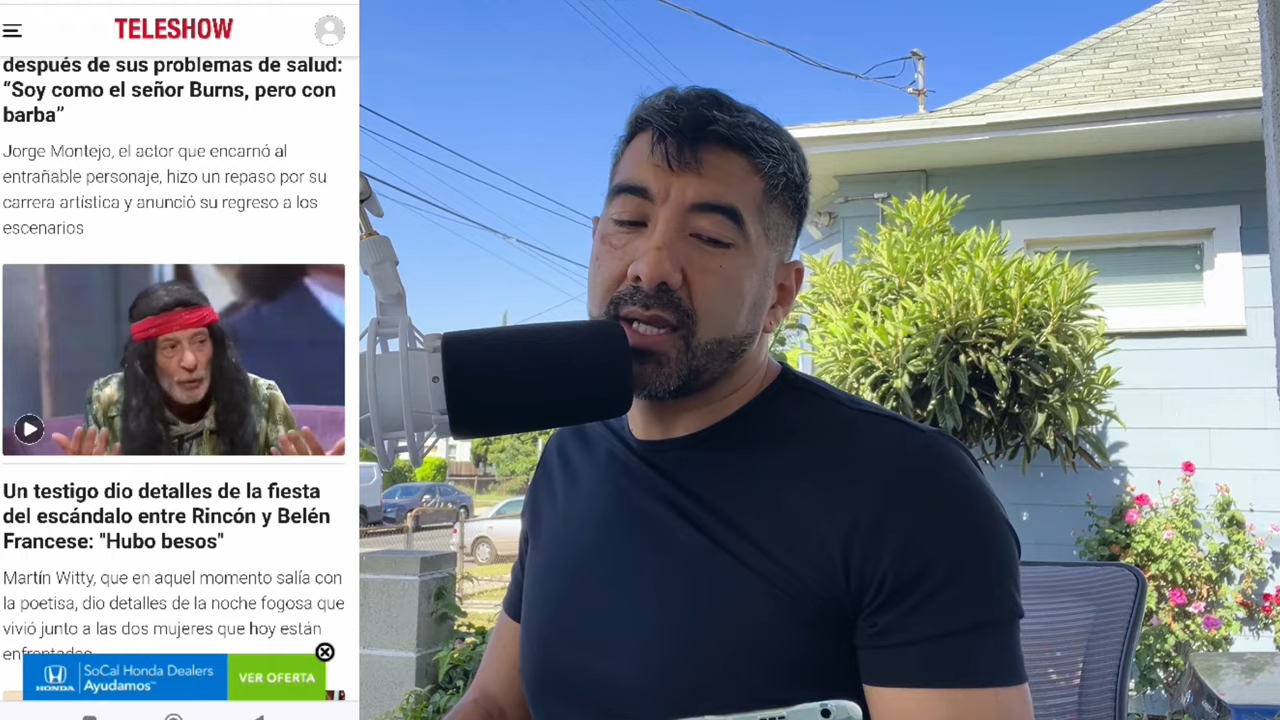 TELESHOW
después de sus problemas de salud:
“Soy como el señor Burns, pero con
barba”
Jorge Montejo, el actor que encarnó al
entrañable personaje, hizo un repaso por su
carrera artística y anunció su regreso a los
escenarios
Un testigo dio detalles de la fiesta
del escándalo entre Rincón y Belén
Francese: "Hubo besos"
Martín Witty, que en aquel momento salía con
la poetisa, dio detalles de la noche fogosa que
vivió junto a las dos mujeres que hoy están
enfrentadas
HONDA
SoCal Honda Dealers
Ayudamos℠
VER OFERTA